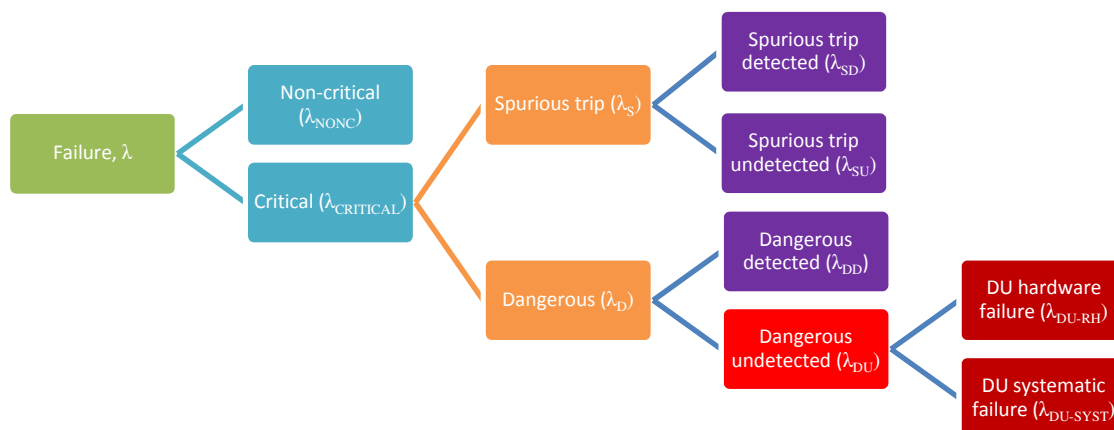 Failure, λ
Non-critical
(λNONC)
Critical (λCRITICAL)
Spurious trip (λS)
Dangerous (λD)
Spurious trip
detected (λSD)
Spurious trip
undetected (λSU)
Dangerous
detected (λDD)
Dangerous
undetected (λDU)
DU hardware
failure (λDU-RH)
DU systematic
failure (λDU-SYST)